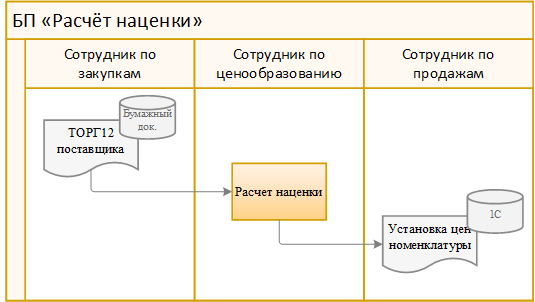 БП «Расчёт наценки»
Сотрудник по
закупкам
Сотрудник по
ценообразованию
Сотрудник по
продажам
Бумажный
док.
ТОРГ12
поставщика
Расчет наценки
1С
Установка цен
номенклатуры